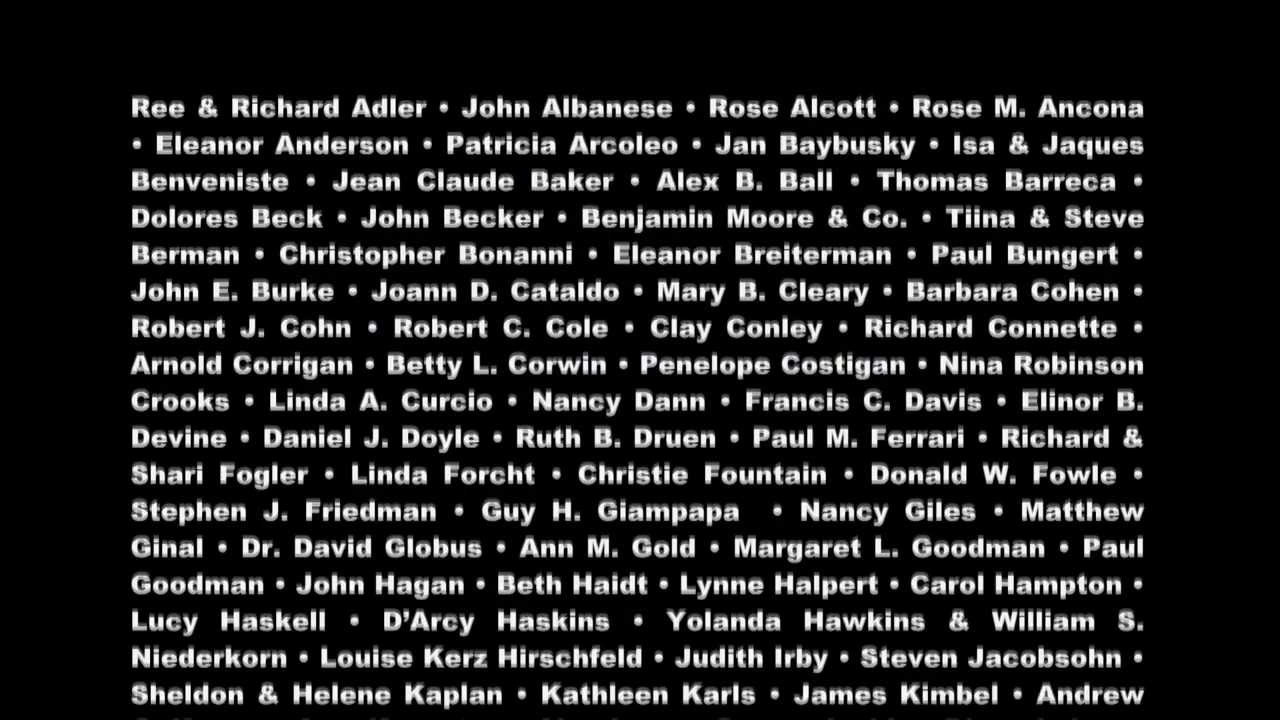 Ree & Richard Adler • John Albanese • Rose Alcott • Rose M. Ancona
• Eleanor Anderson • Patricia Arcoleo • Jan Baybusky • Isa & Jaques
Benveniste • Jean Claude Baker • Alex B. Ball • Thomas Barreca •
Dolores Beck • John Becker • Benjamin Moore & Co. • Tiina & Steve
Berman • Christopher Bonanni • Eleanor Breiterman • Paul Bungert •
John E. Burke • Joann D. Cataldo • Mary B. Cleary • Barbara Cohen •
Robert J. Cohn • Robert C. Cole • Clay Conley • Richard Connette •
Arnold Corrigan • Betty L. Corwin • Penelope Costigan • Nina Robinson
Crooks • Linda A. Curcio • Nancy Dann • Francis C. Davis • Elinor B.
Devine • Daniel J. Doyle • Ruth B. Druen • Paul M. Ferrari • Richard &
Shari Fogler • Linda Forcht • Christie Fountain • Donald W. Fowle •
Stephen J. Friedman • Guy H. Giampapa • Nancy Giles • Matthew
Ginal • Dr. David Globus • Ann M. Gold • Margaret L. Goodman • Paul
Goodman • John Hagan • Beth Haidt • Lynne Halpert • Carol Hampton •
Lucy Haskell • D’Arcy Haskins • Yolanda Hawkins & William S.
Niederkorn • Louise Kerz Hirschfeld • Judith Irby • Steven Jacobsohn •
Sheldon & Helene Kaplan • Kathleen Karls • James Kimbel • Andrew